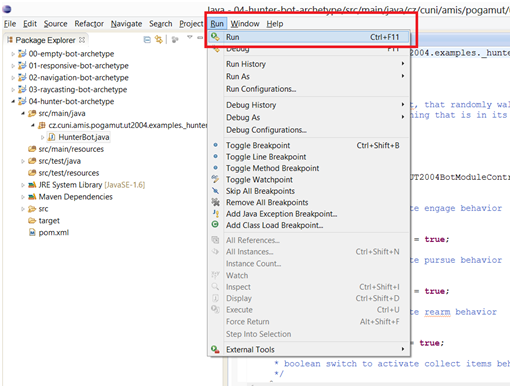 Java - 04-hunter-bot-archetype/src/main/java/cz/cuni/amis/pogamut/ut2004
File Edit Source Refactor Navigate Search Project Run Window Help
Package Explorer
00-empty-bot-archetype
01-responsive-bot-archetype
02-navigation-bot-archetype
03-raycasting-bot-archetype
04-hunter-bot-archetype
src/main/java
cz.cuni.amis.pogamut.ut2004.examples._hunter
HunterBot.java
src/main/resources
src/test/java
src/test/resources
JRE System Library [JavaSE-1.6]
Maven Dependencies
src
target
pom.xml
Run Ctrl+F11
Debug F11
Run History
Run As
Run Configurations...
Debug History
Debug As
Debug Configurations...
Toggle Breakpoint Ctrl+Shift+B
Toggle Line Breakpoint
Toggle Method Breakpoint
Toggle Watchpoint
Skip All Breakpoints
Remove All Breakpoints
Add Java Exception Breakpoint...
Add Class Load Breakpoint...
All References...
All Instances... Ctrl+Shift+N
Instance Count...
Watch
Inspect Ctrl+Shift+I
Display Ctrl+Shift+D
Execute Ctrl+U
Force Return Alt+Shift+F
Step Into Selection
External Tools
2004.examples._hunter
t, that randomly wal
ning that is in its
UT2004BotModuleContr
te engage behavior
= true;
te pursue behavior
= true;
te rearm behavior
= true;
* boolean switch to activate collect items beh
*/